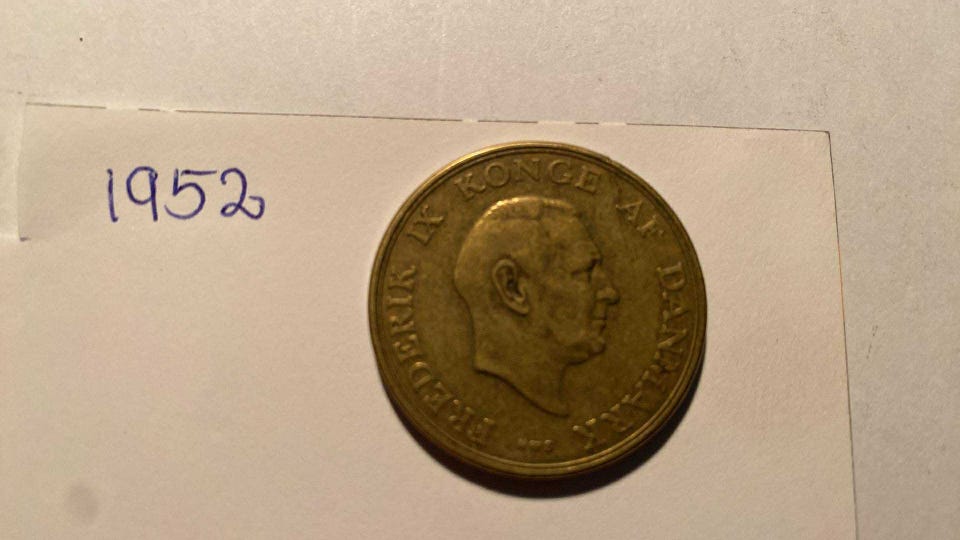 1952
FREDERIK IX KONGE AF DANMARK